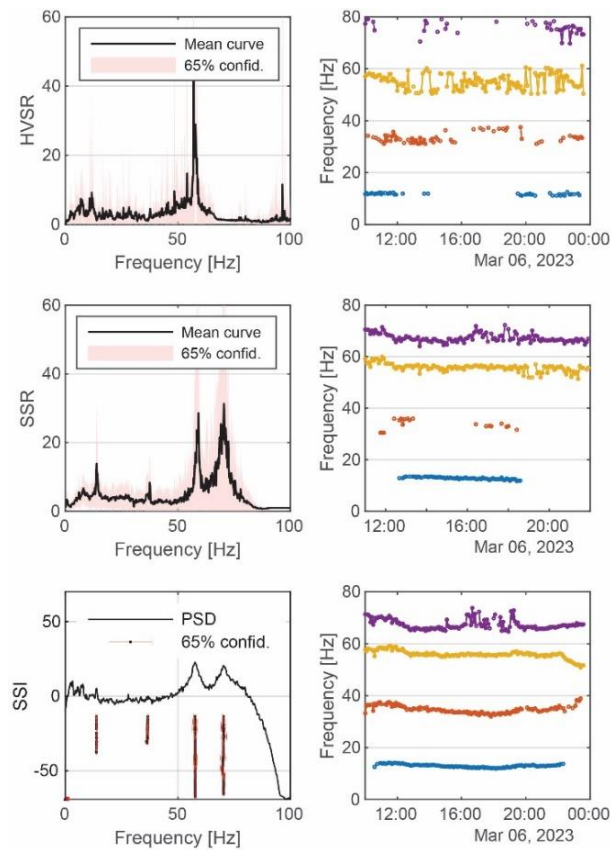 60
40
20
0
HVSR
Mean curve
65% confid.
0 50 100
Frequency [Hz]
80
60
40
20
0
Frequency [Hz]
12:00 16:00 20:00 00:00
Mar 06, 2023
60
40
20
0
SSR
Mean curve
65% confid.
0 50 100
Frequency [Hz]
80
60
40
20
0
Frequency [Hz]
12:00 16:00 20:00
Mar 06, 2023
50
0
-50
SSI
PSD
65% confid.
0 50 100
Frequency [Hz]
80
60
40
20
0
Frequency [Hz]
12:00 16:00 20:00 00:00
Mar 06, 2023